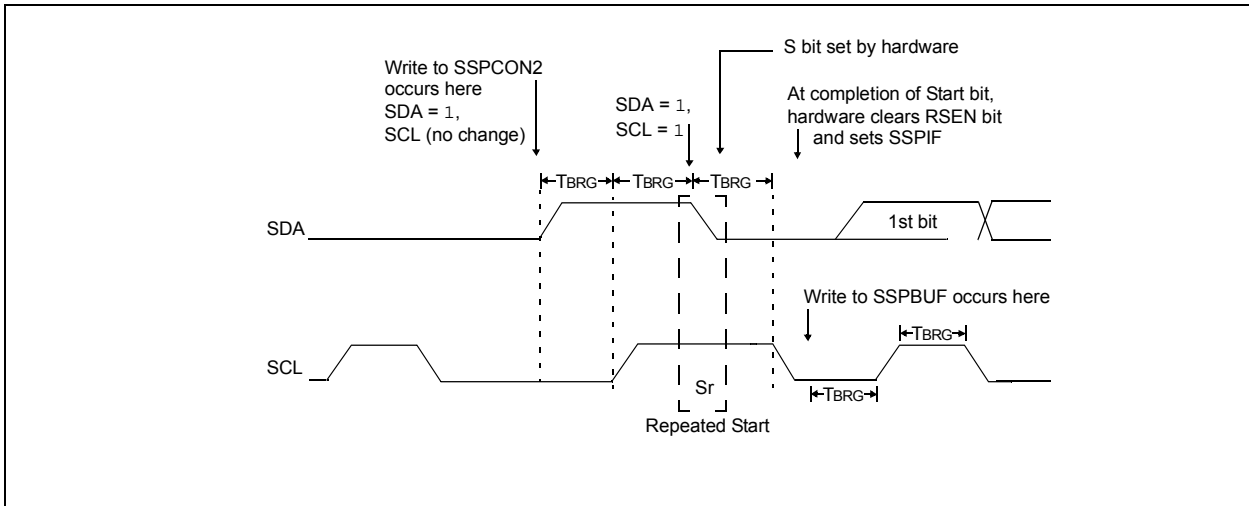 S bit set by hardware
Write to SSPCON2
occurs here
SDA = 1,
SCL (no change)
SDA = 1,
SCL = 1
At completion of Start bit,
hardware clears RSEN bit
and sets SSPIF
TBRG
TBRG
TBRG
SDA
1st bit
Write to SSPBUF occurs here
TBRG
SCL
Sr
TBRG
Repeated Start